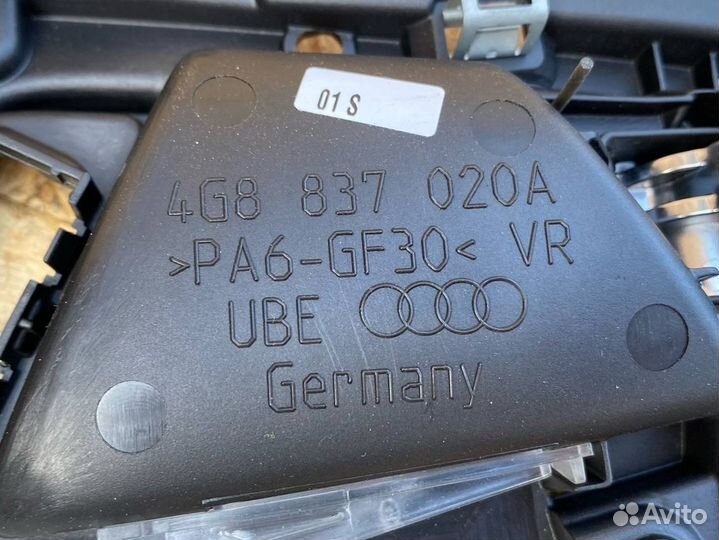 01 S
4G8 837 020A
>PA6-GF30< VR
UBE
Germany
Avito